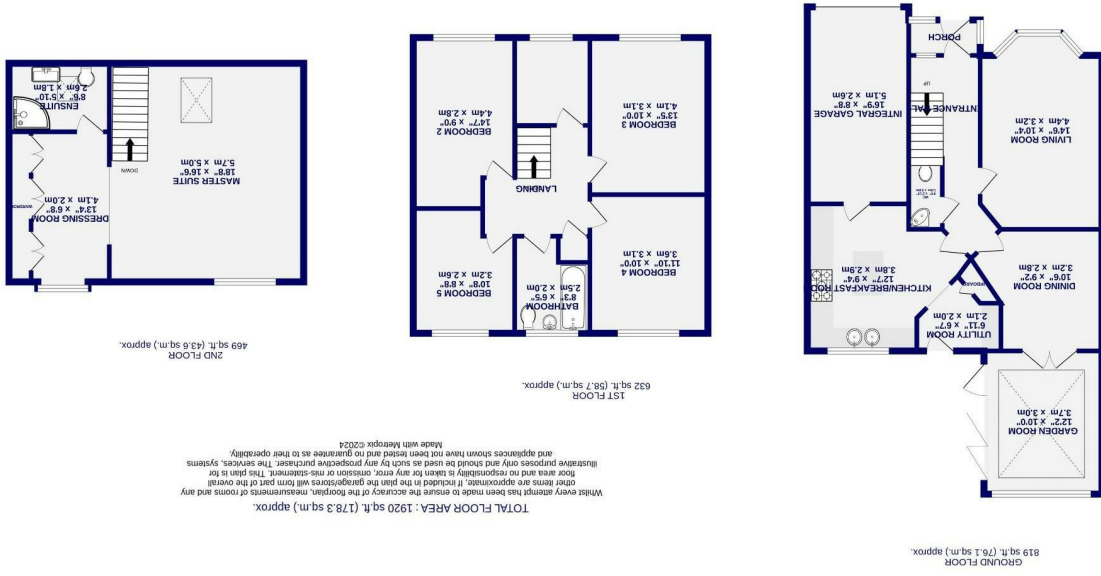 GROUND FLOOR
819 sq.ft. (76.1 sq.m.) approx.
GARDEN ROOM
12'2" x 10'0"
3.7m x 3.0m
UTILITY ROOM
6'11" x 6'7"
2.1m x 2.0m
DINING ROOM
10'6" x 9'2"
3.2m x 2.8m
UPBOARD
KITCHEN/BREAKFAST ROOM
12'7" x 9'4"
3.8m x 2.9m
WC
LIVING ROOM
14'6" x 10'4"
4.4m x 3.2m
ENTRANCE HALL
UP
INTEGRAL GARAGE
16'9" x 8'8"
5.1m x 2.6m
PORCH
1ST FLOOR
632 sq.ft. (58.7 sq.m.) approx.
BEDROOM 4
11'10" x 10'0"
3.6m x 3.1m
BATHROOM
8'3" x 6'5"
2.5m x 2.0m
BEDROOM 5
10'8" x 8'8"
3.2m x 2.6m
LANDING
BEDROOM 3
13'5" x 10'0"
4.1m x 3.1m
BEDROOM 2
14'7" x 9'0"
4.4m x 2.8m
2ND FLOOR
469 sq.ft. (43.6 sq.m.) approx.
MASTER SUITE
18'8" x 16'6"
5.7m x 5.0m
DOWN
DRESSING ROOM
13'4" x 6'8"
4.1m x 2.0m
WARDROBE
ENSUITE
8'6" x 5'10"
2.6m x 1.8m
TOTAL FLOOR AREA : 1920 sq.ft. (178.3 sq.m.) approx.
Whilst every attempt has been made to ensure the accuracy of the floorplan, measurements of rooms and any
other items are approximate, If included in the plan the garage/stores will form part of the overall
floor area and no responsibility is taken for any error, omission or mis-statement. This plan is for
illustrative purposes only and should be used as such by any prospective purchaser. The services, systems
and appliances shown have not been tested and no guarantee as to their operability.
Made with Metropix ©2024